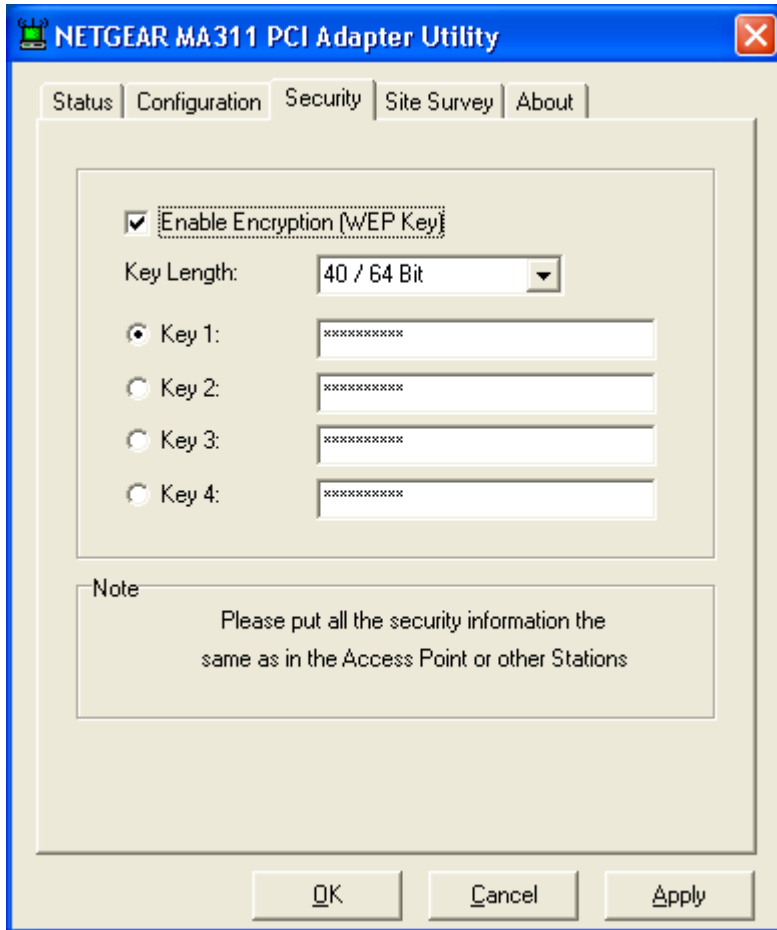 NETGEAR MA311 PCI Adapter Utility
Status Configuration Security Site Survey About
Enable Encryption (WEP Key)
Key Length: 40 / 64 Bit
Key 1: **********
Key 2: **********
Key 3: **********
Key 4: **********
Note
Please put all the security information the
same as in the Access Point or other Stations
OK Cancel Apply